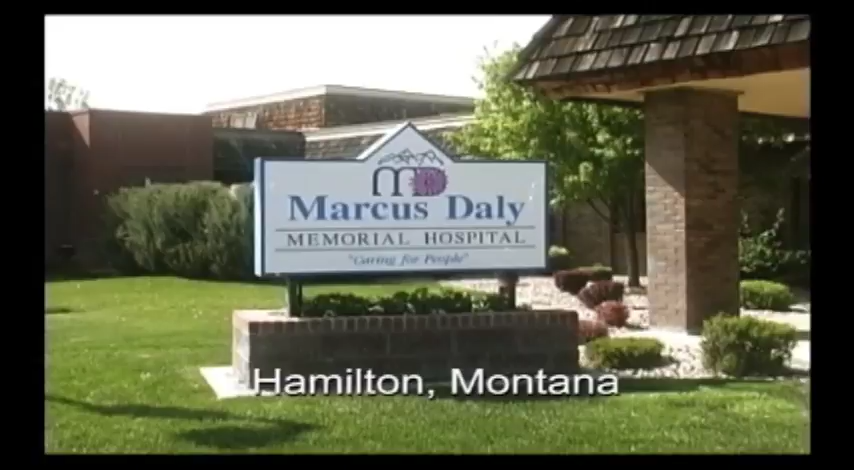 MD
Marcus Daly
MEMORIAL HOSPITAL
"Caring for People"
Hamilton, Montana